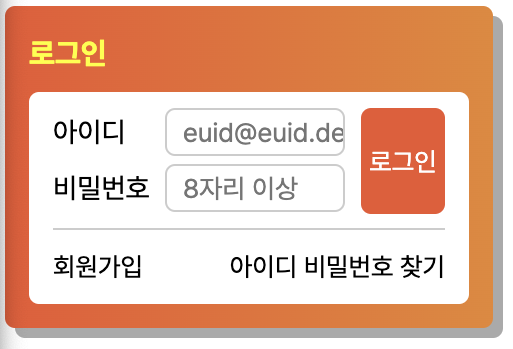 로그인
아이디 euid@euid.de 로그인
비밀번호 8자리 이상
회원가입 아이디 비밀번호 찾기